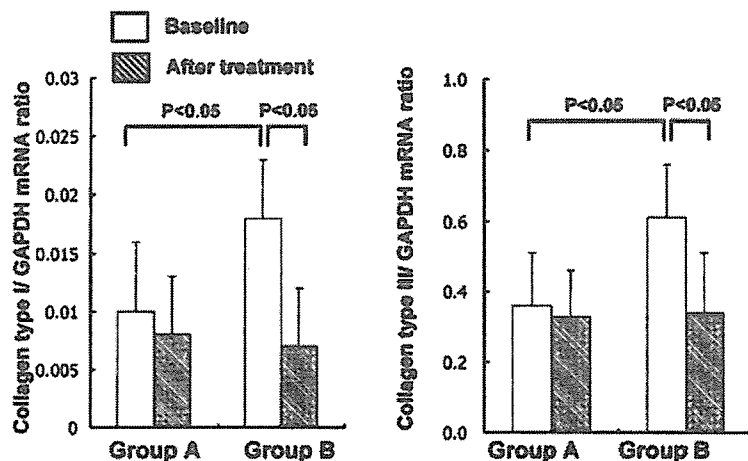 Baseline
After treatment
Collagen type I/ GAPDH mRNA ratio
0.03
0.025
0.02
0.015
0.010
0.005
0
P<0.05
P<0.05
Group A
Group B
Collagen type III/ GAPDH mRNA ratio
1.0
0.8
0.6
0.4
0.2
0.0
P<0.05
P<0.05
Group A
Group B